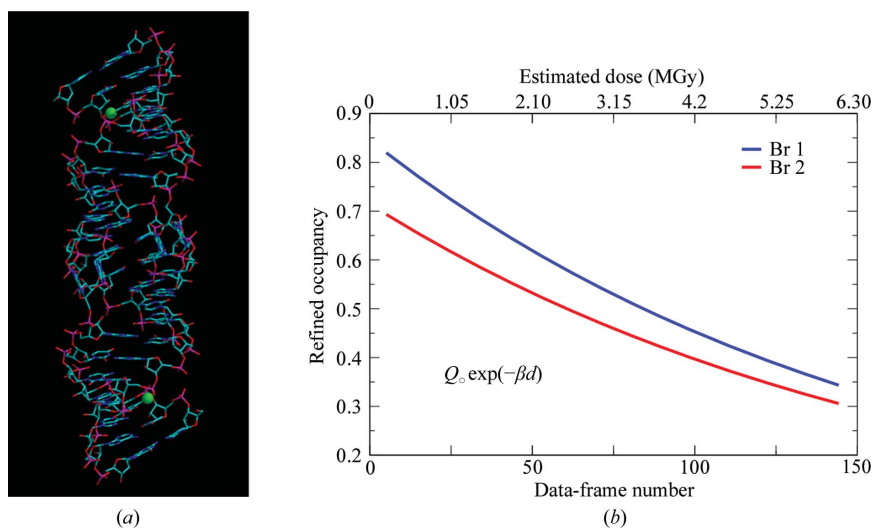 Estimated dose (MGy)
0 1.05 2.10 3.15 4.2 5.25 6.30
0.9
0.8
0.7
0.6
0.5
0.4
0.3
0.2
Refined occupancy
Br 1
Br 2
Q○ exp(−βd)
0 50 100 150
Data-frame number
(a) (b)